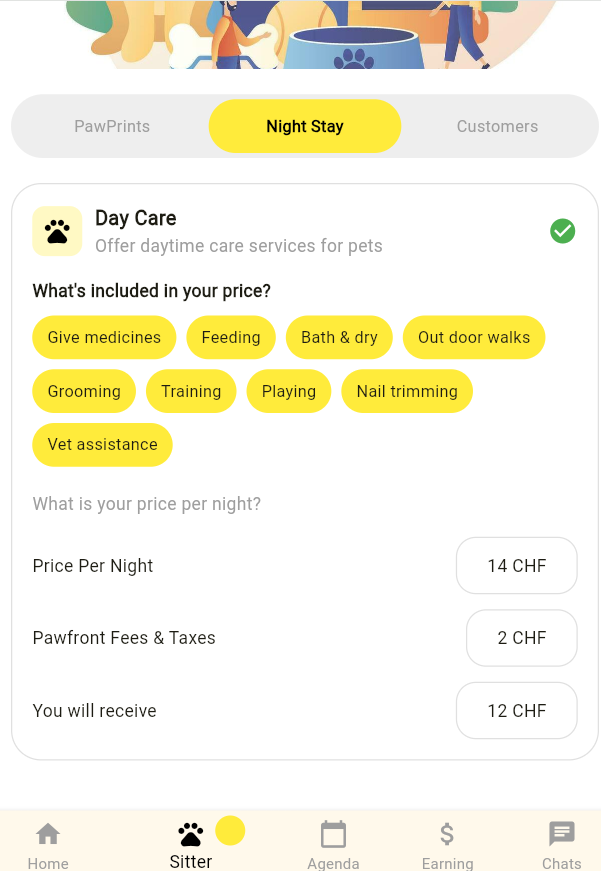 PawPrints Night Stay Customers
Day Care
Offer daytime care services for pets
What's included in your price?
Give medicines Feeding Bath & dry Out door walks
Grooming Training Playing Nail trimming
Vet assistance
What is your price per night?
Price Per Night 14 CHF
Pawfront Fees & Taxes 2 CHF
You will receive 12 CHF
Home Sitter Agenda Earning Chats